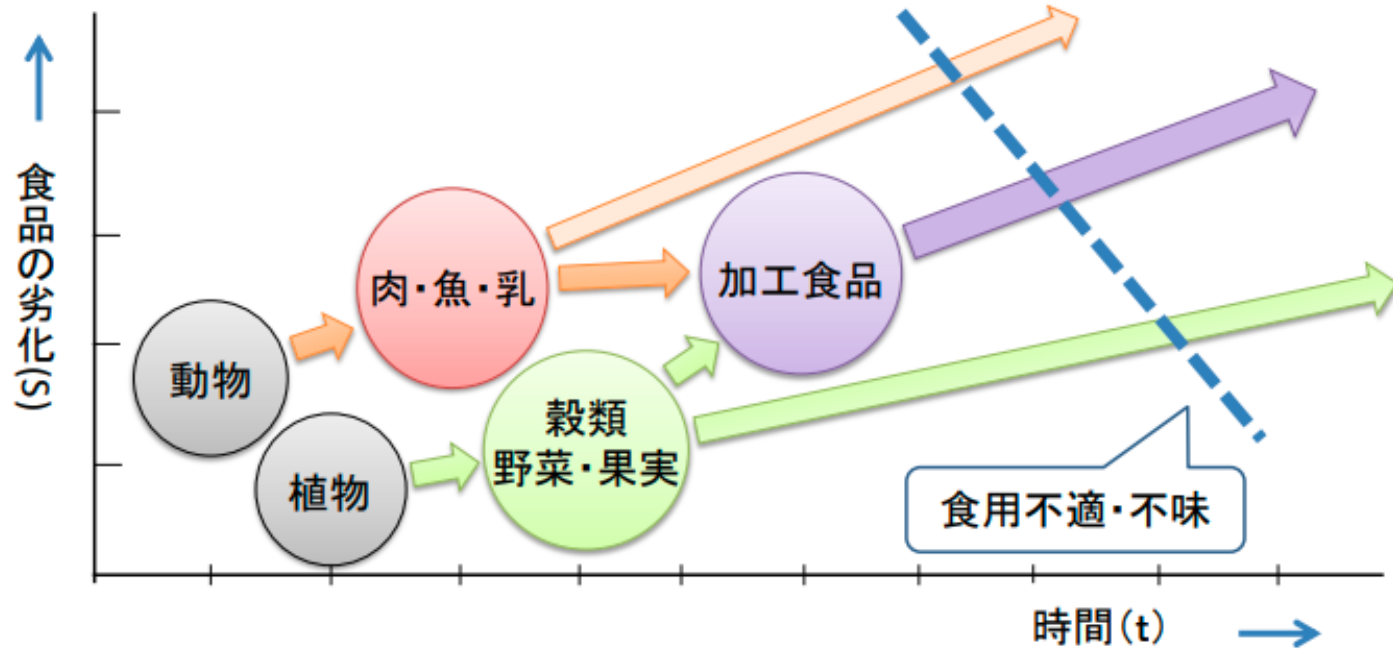 食品の劣化(S)
肉・魚・乳
加工食品
動物
穀類
野菜・果実
植物
食用不適・不味
時間(t)